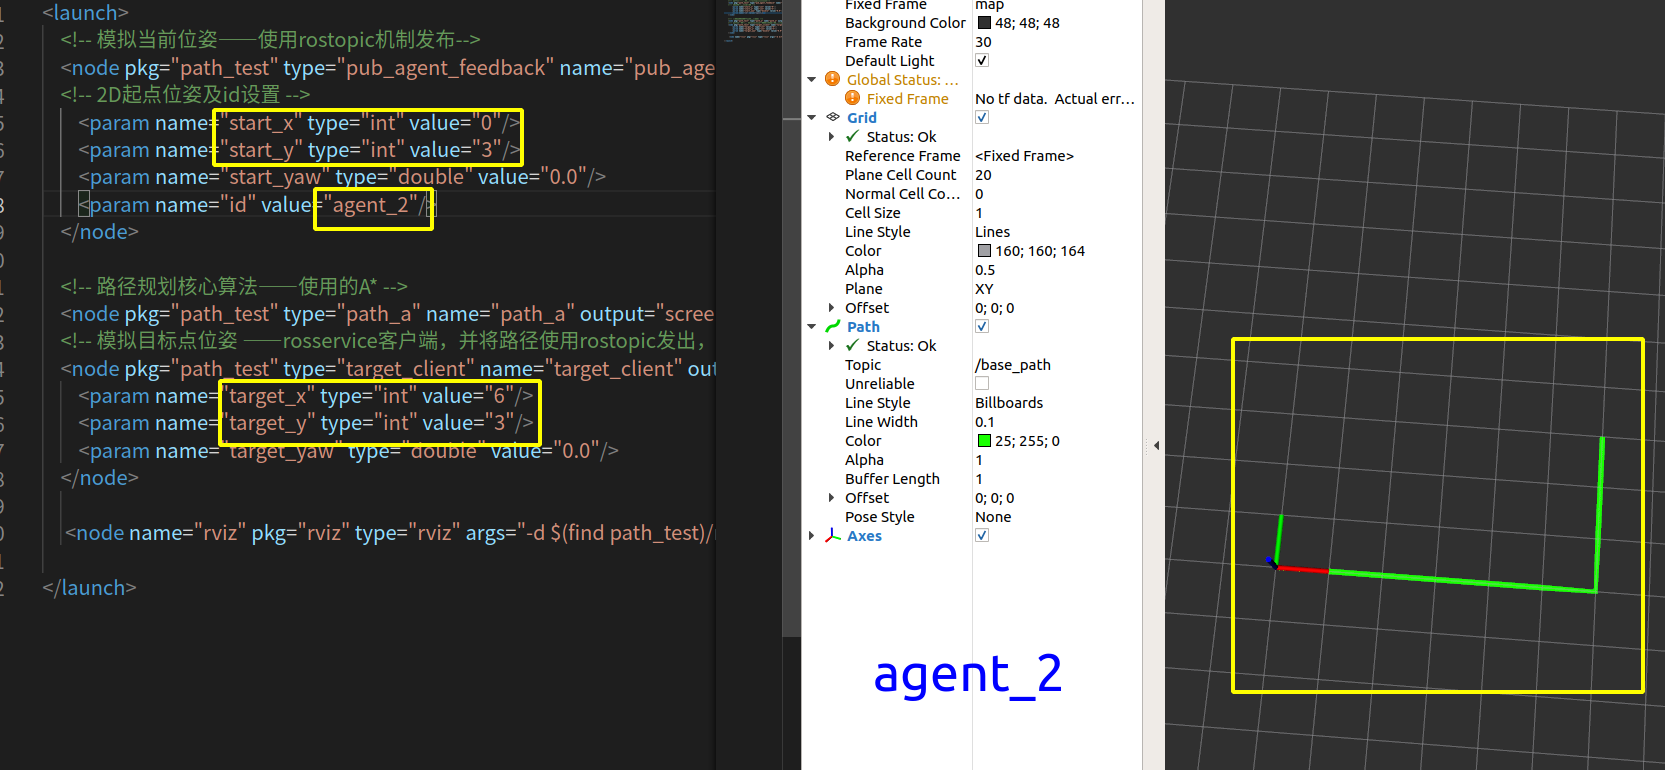 <launch>
<!-- 模拟当前位姿——使用rostopic机制发布-->
<node pkg="path_test" type="pub_agent_feedback" name="pub_age
<!-- 2D起点位姿及id设置 -->
<param name="start_x" type="int" value="0"/>
<param name="start_y" type="int" value="3"/>
<param name="start_yaw" type="double" value="0.0"/>
<param name="id" value="agent_2"/>
</node>
<!-- 路径规划核心算法——使用的A* -->
<node pkg="path_test" type="path_a" name="path_a" output="scree
<!-- 模拟目标点位姿 ——rosservice客户端，并将路径使用rostopic发出，
<node pkg="path_test" type="target_client" name="target_client" out
<param name="target_x" type="int" value="6"/>
<param name="target_y" type="int" value="3"/>
<param name="target_yaw" type="double" value="0.0"/>
</node>
<node name="rviz" pkg="rviz" type="rviz" args="-d $(find path_test)/
</launch>
Fixed Frame map
Background Color 48; 48; 48
Frame Rate 30
Default Light
Global Status: ...
Fixed Frame No tf data. Actual err...
Grid
Status: Ok
Reference Frame <Fixed Frame>
Plane Cell Count 20
Normal Cell Co... 0
Cell Size 1
Line Style Lines
Color 160; 160; 164
Alpha 0.5
Plane XY
Offset 0; 0; 0
Path
Status: Ok
Topic /base_path
Unreliable
Line Style Billboards
Line Width 0.1
Color 25; 255; 0
Alpha 1
Buffer Length 1
Offset 0; 0; 0
Pose Style None
Axes
agent_2